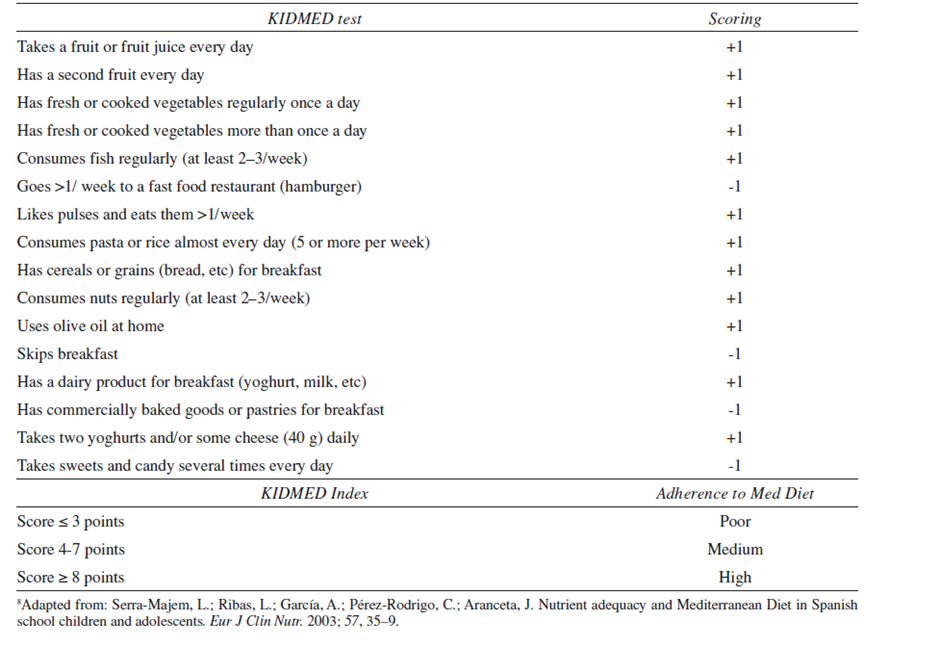 KIDMED test Scoring
Takes a fruit or fruit juice every day +1
Has a second fruit every day +1
Has fresh or cooked vegetables regularly once a day +1
Has fresh or cooked vegetables more than once a day +1
Consumes fish regularly (at least 2–3/week) +1
Goes >1/ week to a fast food restaurant (hamburger) -1
Likes pulses and eats them >1/week +1
Consumes pasta or rice almost every day (5 or more per week) +1
Has cereals or grains (bread, etc) for breakfast +1
Consumes nuts regularly (at least 2–3/week) +1
Uses olive oil at home +1
Skips breakfast -1
Has a dairy product for breakfast (yoghurt, milk, etc) +1
Has commercially baked goods or pastries for breakfast -1
Takes two yoghurts and/or some cheese (40 g) daily +1
Takes sweets and candy several times every day -1
KIDMED Index Adherence to Med Diet
Score ≤ 3 points Poor
Score 4-7 points Medium
Score ≥ 8 points High
⁸Adapted from: Serra-Majem, L.; Ribas, L.; García, A.; Pérez-Rodrigo, C.; Aranceta, J. Nutrient adequacy and Mediterranean Diet in Spanish
school children and adolescents. Eur J Clin Nutr. 2003; 57, 35–9.